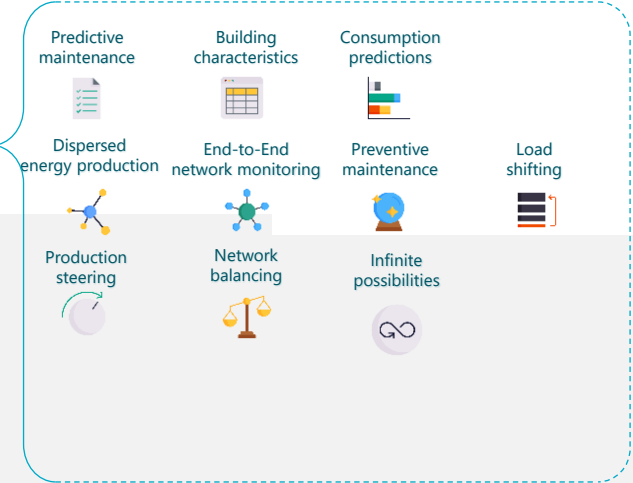 Predictive
maintenance
Building
characteristics
Consumption
predictions
Dispersed
energy production
End-to-End
network monitoring
Preventive
maintenance
Load
shifting
Production
steering
Network
balancing
Infinite
possibilities